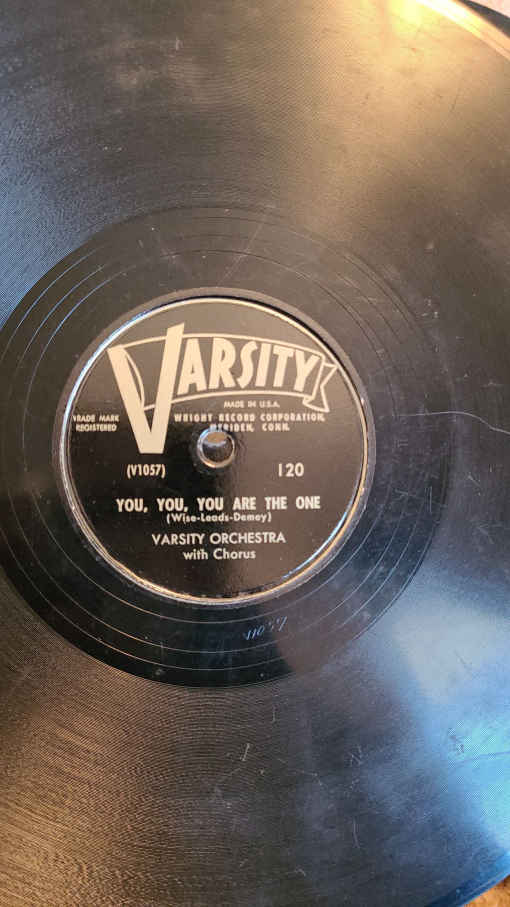 VARSITY
MADE IN U.S.A.
WRIGHT RECORD CORPORATION,
MERIDEN, CONN.
TRADE MARK
REGISTERED
(V1057) 120
YOU, YOU, YOU ARE THE ONE
(Wise-Leeds-Demey)
VARSITY ORCHESTRA
with Chorus